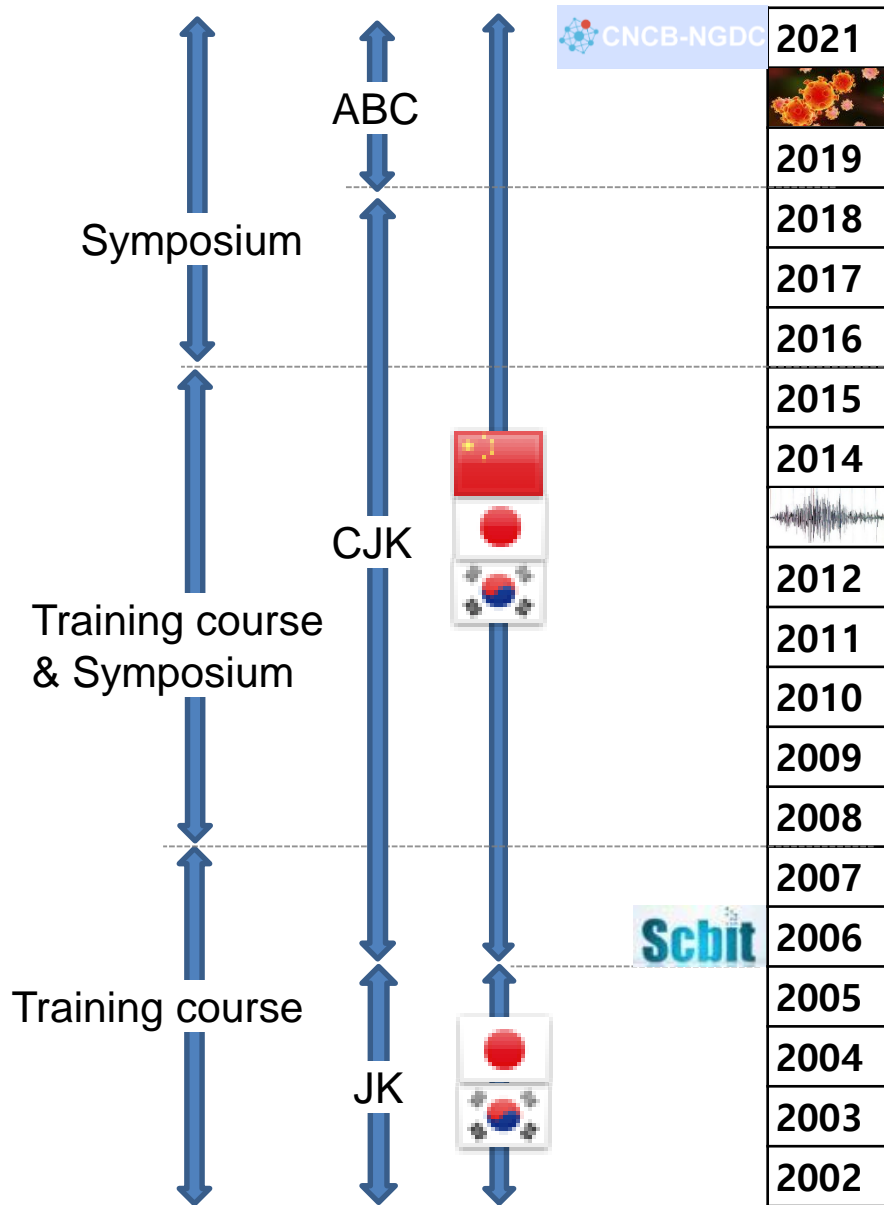 CNCB-NGDC
2021
ABC
2019
2018
Symposium
2017
2016
2015
2014
CJK
2012
Training course
& Symposium
2011
2010
2009
2008
2007
Scbit
2006
Training course
2005
2004
JK
2003
2002